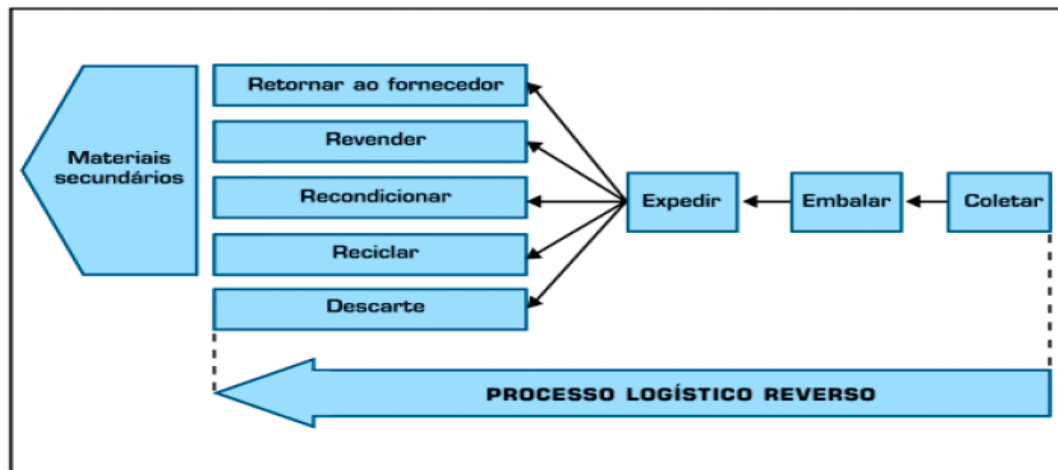 Retornar ao fornecedor
Revender
Materiais
secundários
Recondicionar
Expedir
Embalar
Coletar
Reciclar
Descarte
PROCESSO LOGÍSTICO REVERSO